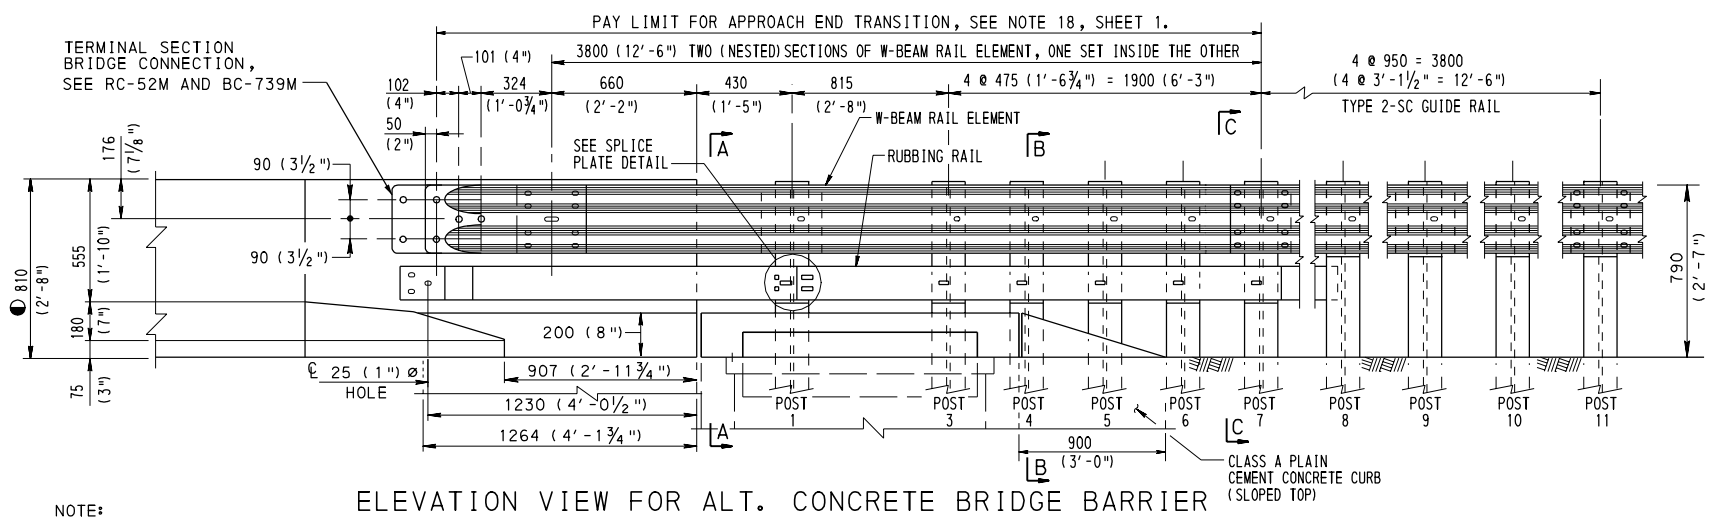 PAY LIMIT FOR APPROACH END TRANSITION, SEE NOTE 18, SHEET 1.
TERMINAL SECTION
BRIDGE CONNECTION,
SEE RC-52M AND BC-739M
101 (4")
3800 (12'-6") TWO (NESTED) SECTIONS OF W-BEAM RAIL ELEMENT, ONE SET INSIDE THE OTHER
4 @ 950 = 3800
(4 @ 3'-1½" = 12'-6")
TYPE 2-SC GUIDE RAIL
102
(4")
324
(1'-0¾")
660
(2'-2")
430
(1'-5")
815
(2'-8")
4 @ 475 (1'-6¾") = 1900 (6'-3")
50
(2")
176
(7⅛")
90 (3½")
90 (3½")
SEE SPLICE
PLATE DETAIL
A
W-BEAM RAIL ELEMENT
RUBBING RAIL
B
C
810
(2'-8")
555
(1'-10")
180
(7")
75
(3")
790
(2'-7")
200 (8")
℄ 25 (1") Ø
HOLE
907 (2'-11¾")
1230 (4'-0½")
1264 (4'-1¾")
POST
1
POST
3
POST
4
POST
5
POST
6
POST
7
POST
8
POST
9
POST
10
POST
11
A
B
C
900
(3'-0")
CLASS A PLAIN
CEMENT CONCRETE CURB
(SLOPED TOP)
ELEVATION VIEW FOR ALT. CONCRETE BRIDGE BARRIER
NOTE: